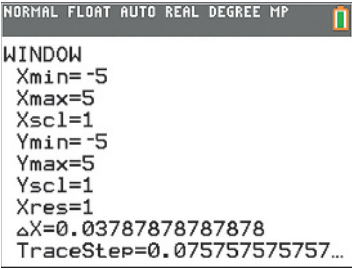 NORMAL FLOAT AUTO REAL DEGREE MP
WINDOW
Xmin=-5
Xmax=5
Xscl=1
Ymin=-5
Ymax=5
Yscl=1
Xres=1
△X=0.03787878787878
TraceStep=0.075757575757…